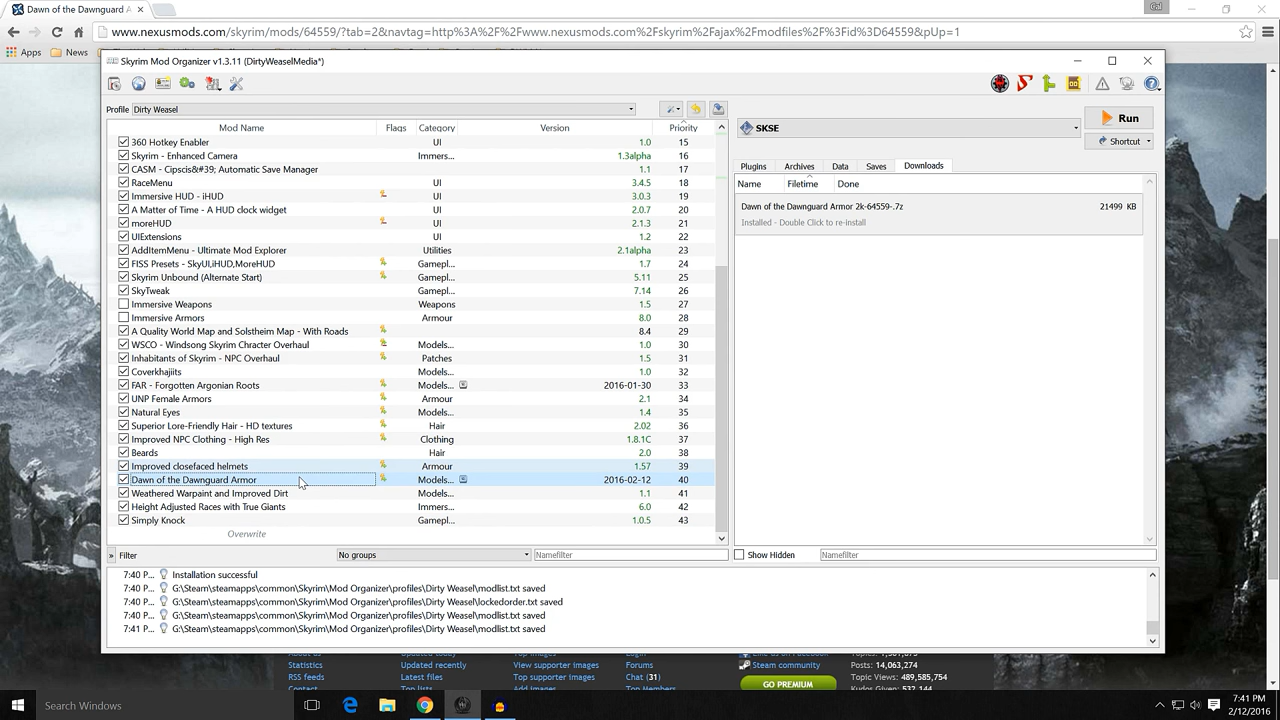 Dawn of the Dawnguard A
www.nexusmods.com/skyrim/mods/64559/?tab=2&navtag=http%3A%2F%2Fwww.nexusmods.com%2Fskyrim%2Fajax%2Fmodfiles%2F%3Fid%3D64559&pUp=1
Apps News
Skyrim Mod Organizer v1.3.11 (DirtyWeaselMedia*)
Profile Dirty Weasel
SKSE
Run
Shortcut
Mod Name Flags Category Version Priority
Plugins Archives Data Saves Downloads
Name Filetime Done
Dawn of the Dawnguard Armor 2k-64559-.7z 21499 KB
Installed - Double Click to re-install
360 Hotkey Enabler UI 1.0 15
Skyrim - Enhanced Camera Immers... 1.3alpha 16
CASM - Cipscis&#39; Automatic Save Manager 1.1 17
RaceMenu UI 3.4.5 18
Immersive HUD - iHUD UI 3.0.3 19
A Matter of Time - A HUD clock widget UI 2.0.7 20
moreHUD UI 2.1.3 21
UIExtensions UI 1.2 22
AddItemMenu - Ultimate Mod Explorer Utilities 2.1alpha 23
FISS Presets - SkyUI,iHUD,MoreHUD Gamepl... 1.7 24
Skyrim Unbound (Alternate Start) Gamepl... 5.11 25
SkyTweak Gamepl... 7.14 26
Immersive Weapons Weapons 1.5 27
Immersive Armors Armour 8.0 28
A Quality World Map and Solstheim Map - With Roads 8.4 29
WSCO - Windsong Skyrim Chracter Overhaul Models... 1.0 30
Inhabitants of Skyrim - NPC Overhaul Patches 1.5 31
Coverkhajiits Models... 1.0 32
FAR - Forgotten Argonian Roots Models... 2016-01-30 33
UNP Female Armors Armour 2.1 34
Natural Eyes Models... 1.4 35
Superior Lore-Friendly Hair - HD textures Hair 2.02 36
Improved NPC Clothing - High Res Clothing 1.8.1C 37
Beards Hair 2.0 38
Improved closefaced helmets Armour 1.57 39
Dawn of the Dawnguard Armor Models... 2016-02-12 40
Weathered Warpaint and Improved Dirt Models... 1.1 41
Height Adjusted Races with True Giants Immers... 6.0 42
Simply Knock Gamepl... 1.0.5 43
Overwrite
» Filter No groups Namefilter Show Hidden Namefilter
7:40 P... Installation successful
7:40 P... G:\Steam\steamapps\common\Skyrim\Mod Organizer\profiles\Dirty Weasel\modlist.txt saved
7:40 P... G:\Steam\steamapps\common\Skyrim\Mod Organizer\profiles\Dirty Weasel\lockedorder.txt saved
7:40 P... G:\Steam\steamapps\common\Skyrim\Mod Organizer\profiles\Dirty Weasel\modlist.txt saved
7:41 P... G:\Steam\steamapps\common\Skyrim\Mod Organizer\profiles\Dirty Weasel\modlist.txt saved
Statistics Recently updated View supporter images Forums Steam community Posts: 14,063,274
RSS feeds Latest files Top supporter images Chat (31) Topic Views: 489,585,754
GO PREMIUM
Search Windows
7:41 PM
2/12/2016